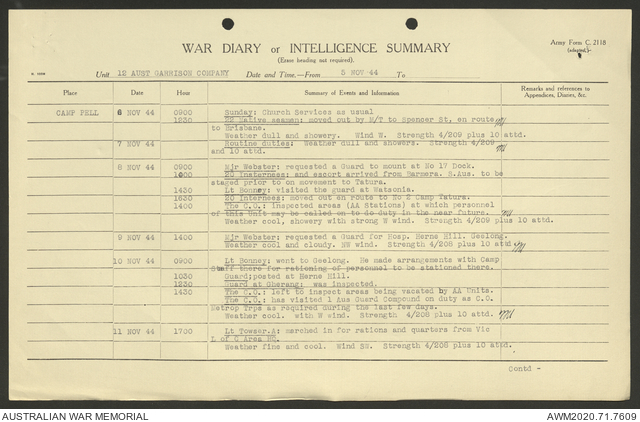 Army Form C. 2118
(adapted).
WAR DIARY or INTELLIGENCE SUMMARY
(Erase heading not required).
Unit 12 AUST GARRISON COMPANY Date and Time.—From 5 NOV 44 To
Place Date Hour Summary of Events and Information Remarks and references to Appendices, Diaries, &c.
CAMP PELL 6 NOV 44 0900 Sunday: Church Services as usual
1230 22 Native seamen: moved out by M/T to Spencer St. en route
to Brisbane.
Weather dull and showery. Wind W. Strength 4/209 plus 10 attd.
7 NOV 44 Routine duties: Weather dull and showers. Strength 4/209
and 10 attd.
8 NOV 44 0900 Mjr Webster: requested a Guard to mount at No 17 Dock.
20 Inaternees: and escort arrived from Barmera. S.Aus. to be
staged prior to on movement to Tatura.
1430 Lt Bonney: visited the guard at Watsonia.
1630 20 Internees: moved out en route to No 2 Camp Tatura.
1400 The C.O.: inspected areas (AA Stations) at which personnel
of this Unit may be called on to do Duty in the near future.
Weather cool, showery with strong W wind. Strength 4/209 plus 10 attd.
9 NOV 44 1400 Mjr Webster: requested a Guard for Hosp. Herne Hill. Geelong.
Weather cool and cloudy. NW wind. Strength 4/208 plus 10 attd
10 NOV 44 0900 Lt Bonney: went to Geelong. He made arrangements with Camp
Staff there for rationing of personnel to be stationed there.
1030 Guard; posted at Herne Hill.
1230 Guard at Gherang: was inspected.
1430 The C.O.: left to inspect areas being vacated by AA Units.
The C.O.: has visited 1 Aus Guard Compound on duty as C.O.
Metrop Trps as required during the last few days.
Weather cool. with W wind. Strength 4/208 plus 10 attd.
11 NOV 44 1700 Lt Towser.A: marched in for rations and quarters from Vic
L of C Area HQ.
Weather fine and cool. Wind SW. Strength 4/208 plus 10 attd.
Contd -
AUSTRALIAN WAR MEMORIAL AWM2020.71.7609